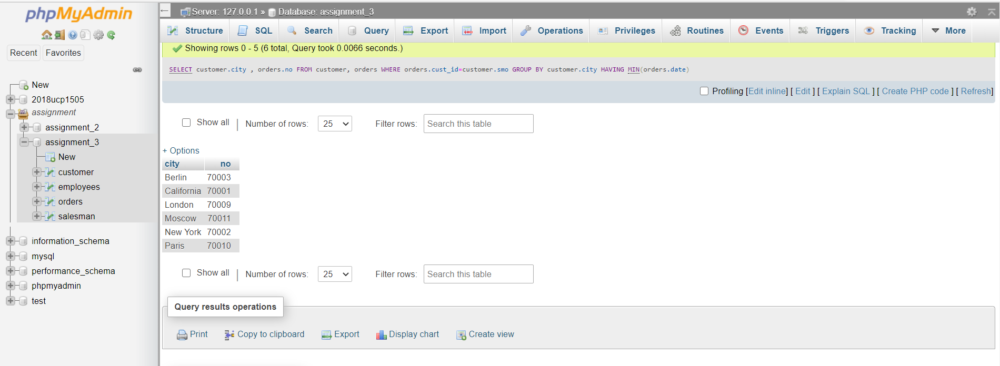 phpMyAdmin
Recent
Favorites
New
2018ucp1505
assignment
assignment_2
assignment_3
New
customer
employees
orders
salesman
information_schema
mysql
performance_schema
phpmyadmin
test
Server: 127.0.0.1 » Database: assignment_3
Structure SQL Search Query Export Import Operations Privileges Routines Events Triggers Tracking More
Showing rows 0 - 5 (6 total, Query took 0.0066 seconds.)
SELECT customer.city , orders.no FROM customer, orders WHERE orders.cust_id=customer.smo GROUP BY customer.city HAVING MIN(orders.date)
Profiling [Edit inline] [ Edit ] [ Explain SQL ] [ Create PHP code ] [ Refresh]
Show all | Number of rows: 25 Filter rows: Search this table
+ Options
city no
Berlin 70003
California 70001
London 70009
Moscow 70011
New York 70002
Paris 70010
Show all | Number of rows: 25 Filter rows: Search this table
Query results operations
Print Copy to clipboard Export Display chart Create view